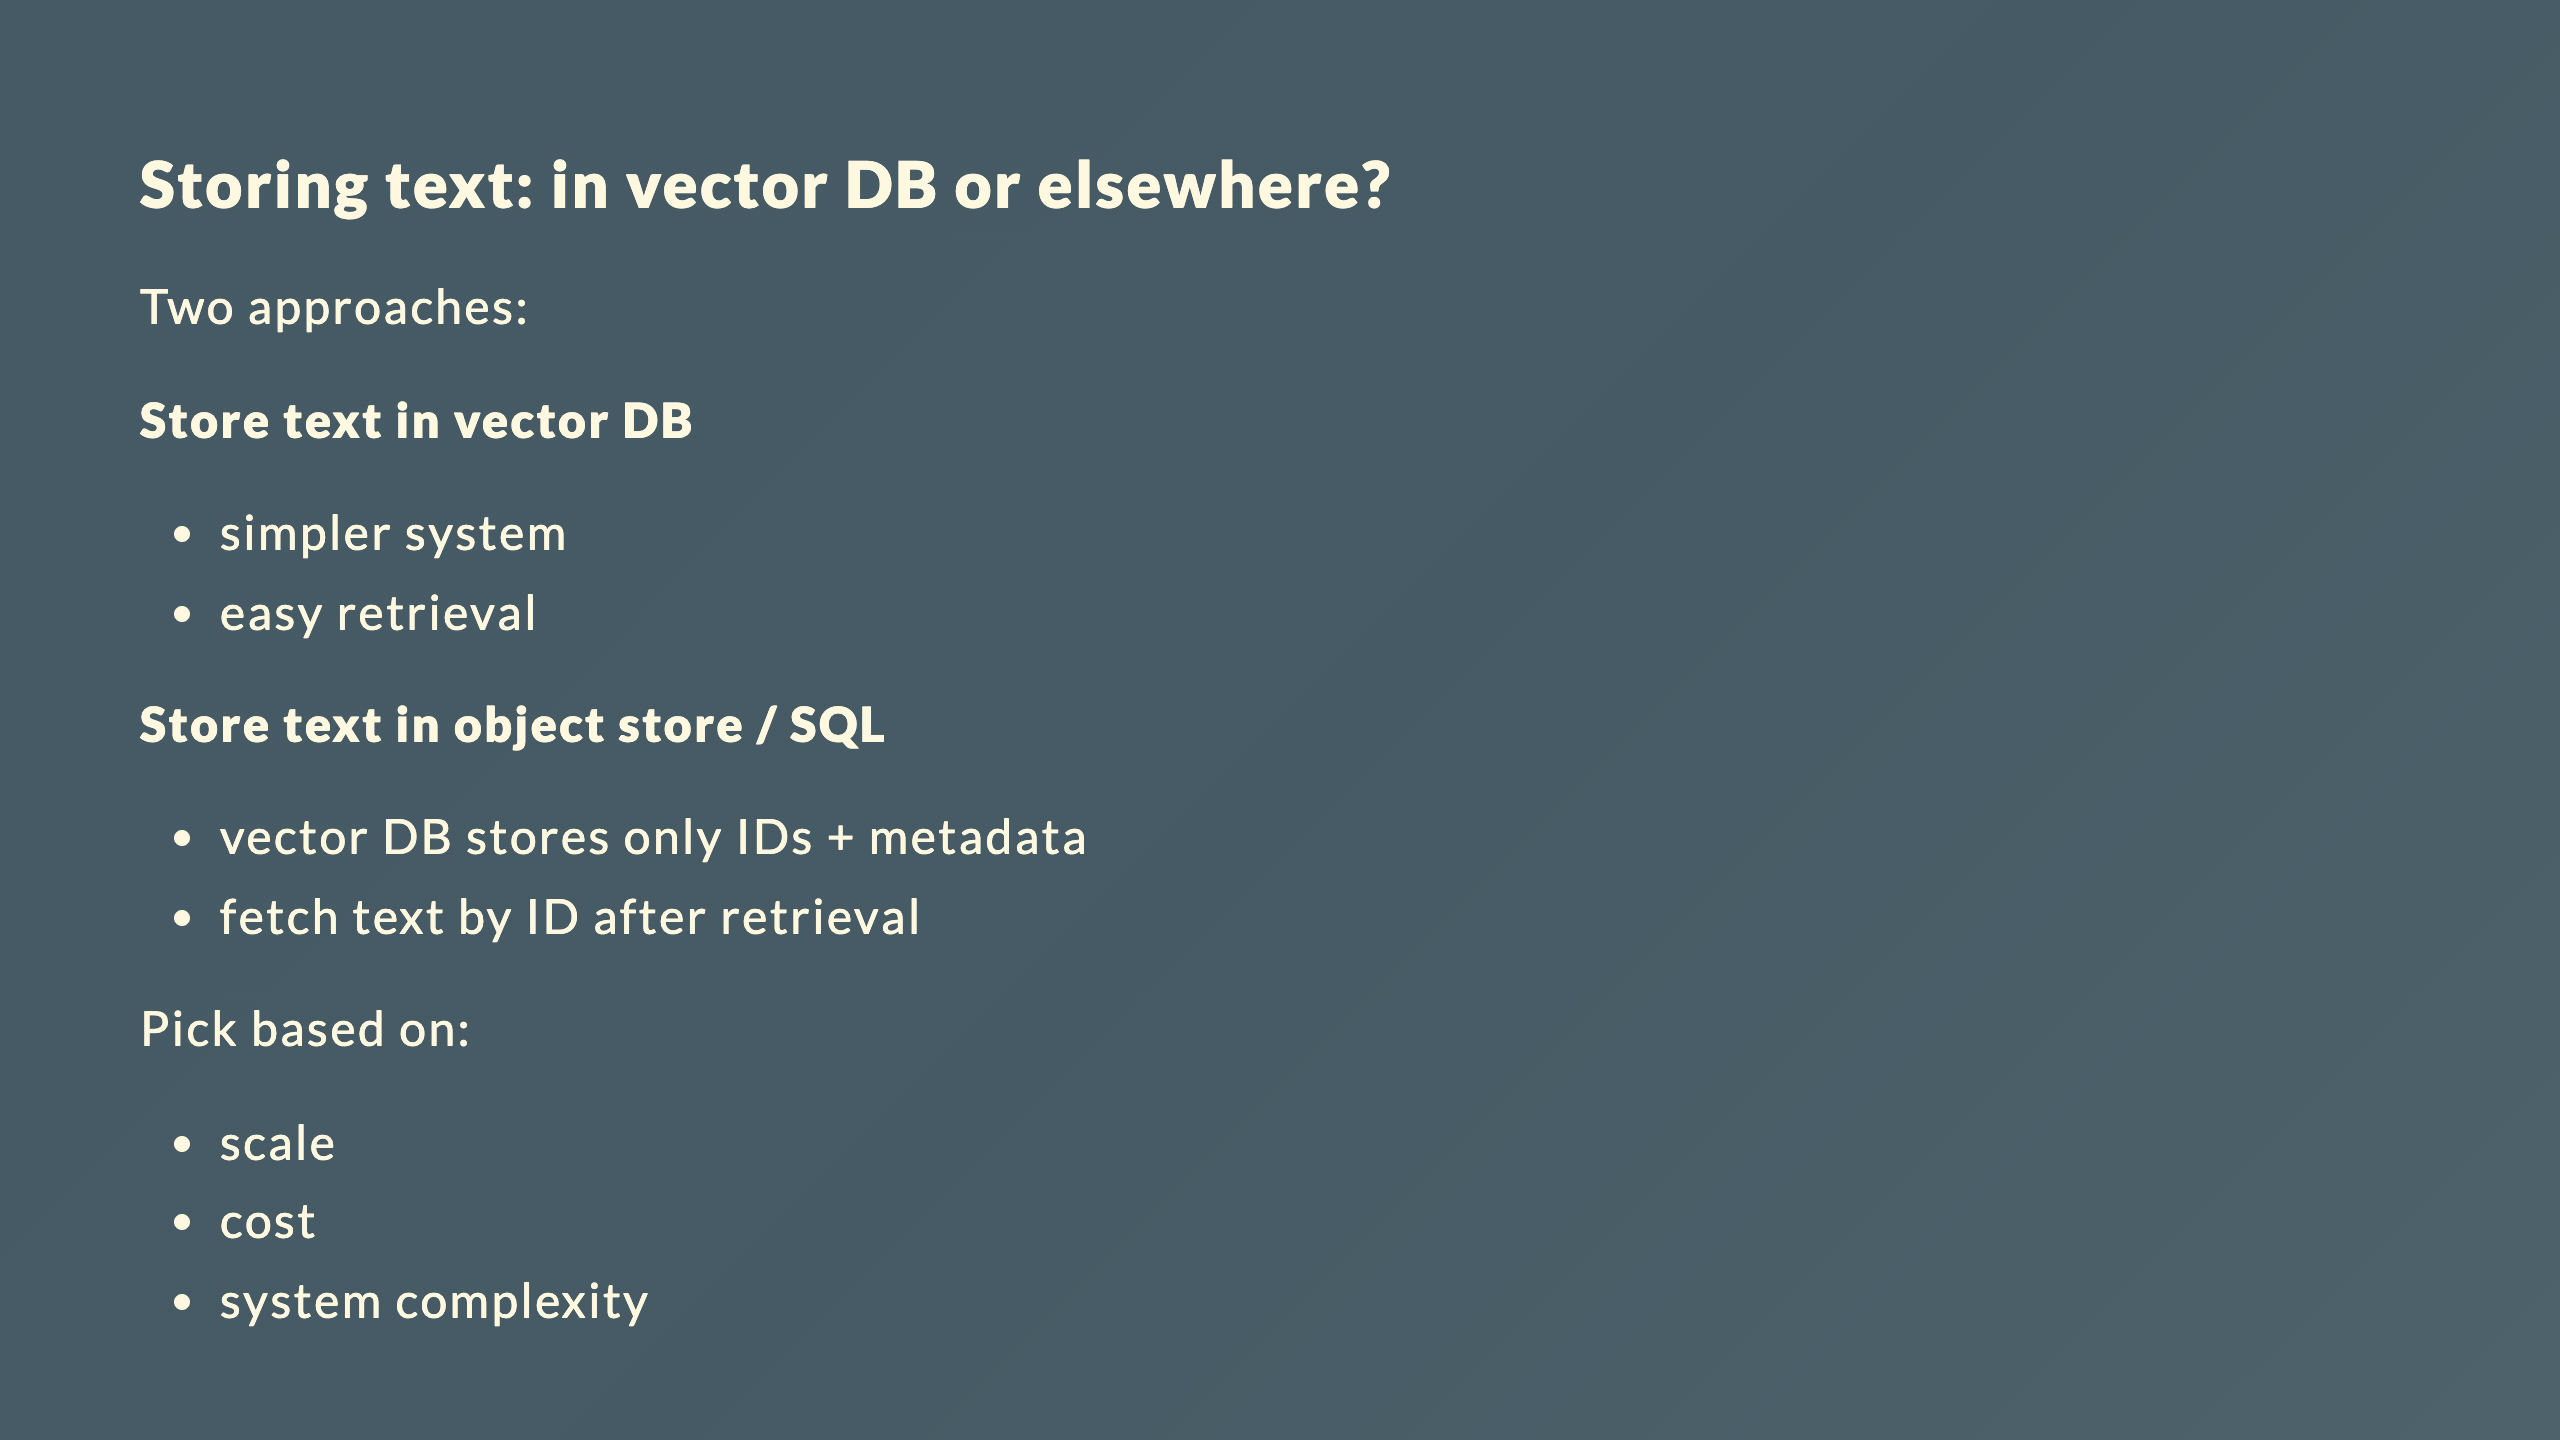 Storing text: in vector DB or elsewhere?
Two approaches:
Store text in vector DB
• simpler system
• easy retrieval
Store text in object store / SQL
• vector DB stores only IDs + metadata
• fetch text by ID after retrieval
Pick based on:
• scale
• cost
• system complexity